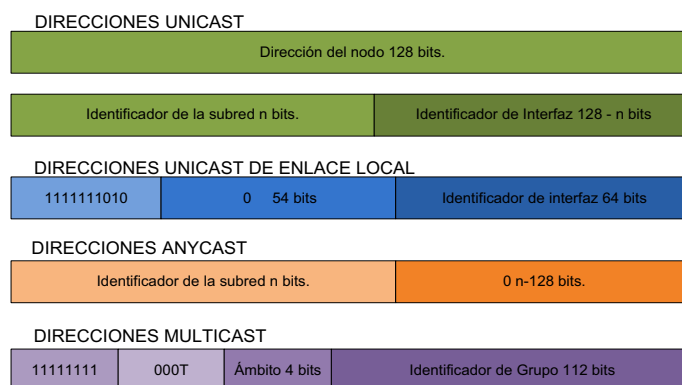 DIRECCIONES UNICAST
Dirección del nodo 128 bits.
Identificador de la subred n bits. Identificador de Interfaz 128 - n bits
DIRECCIONES UNICAST DE ENLACE LOCAL
1111111010 0 54 bits Identificador de interfaz 64 bits
DIRECCIONES ANYCAST
Identificador de la subred n bits. 0 n-128 bits.
DIRECCIONES MULTICAST
11111111 000T Ámbito 4 bits Identificador de Grupo 112 bits